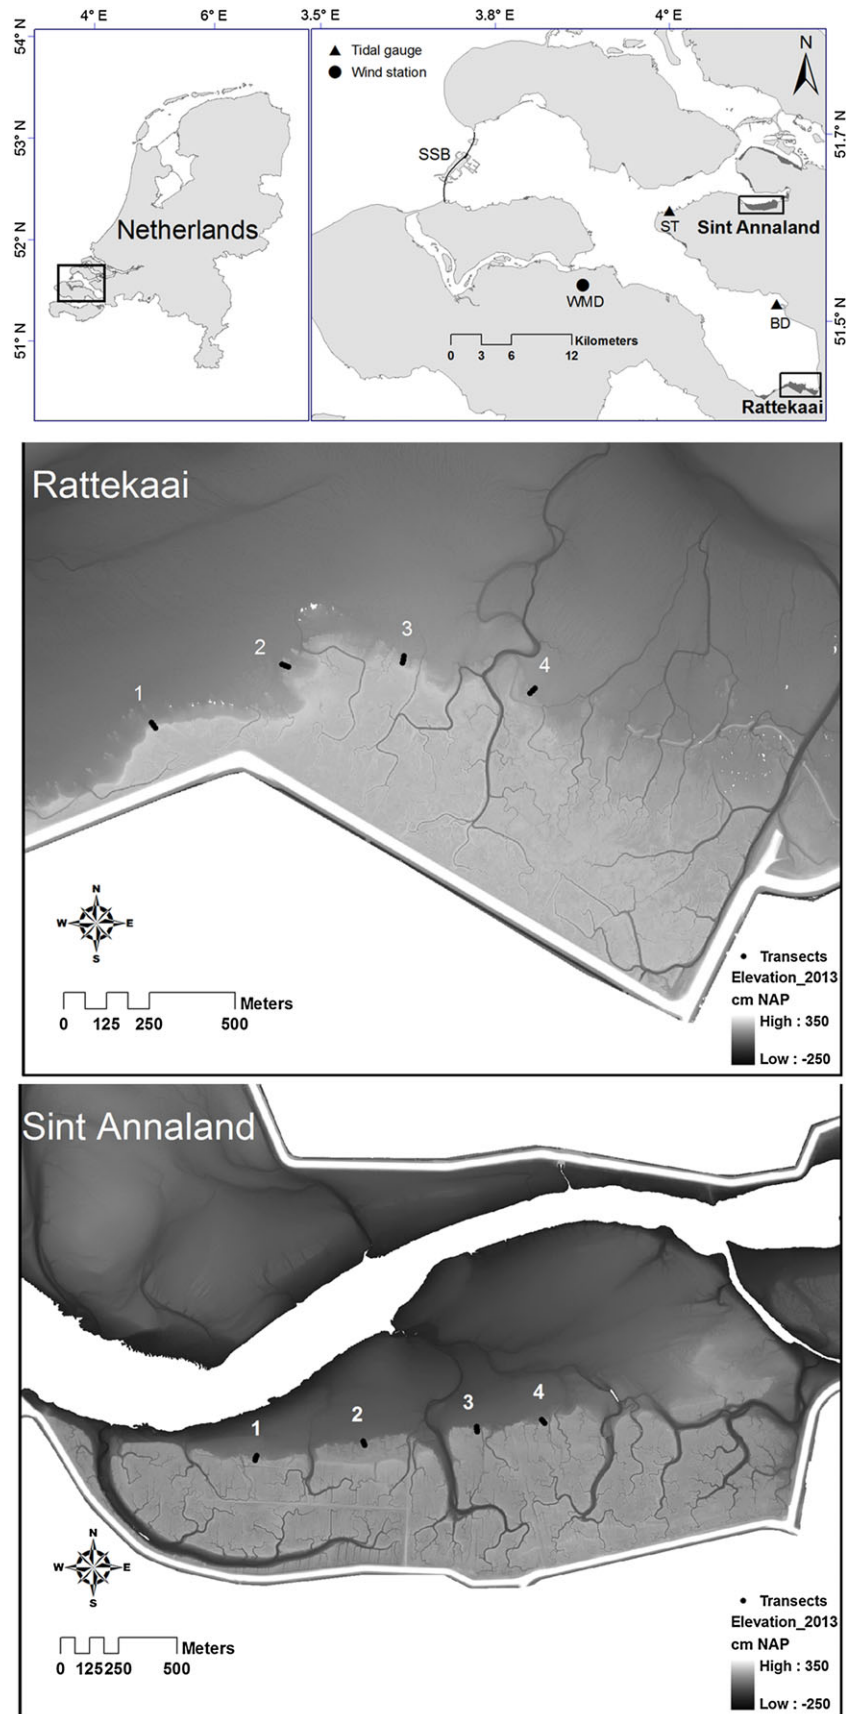 4° E 6° E 3.5° E 3.8° E 4° E
54° N
53° N
52° N
51° N
Netherlands
Tidal gauge
Wind station
N
51.7° N
51.5° N
SSB
ST
Sint Annaland
WMD
BD
Kilometers
0 3 6 12
Rattekaai
Rattekaai
1
2
3
4
N
W E
S
Meters
0 125 250 500
Transects
Elevation_2013
cm NAP
High : 350
Low : -250
Sint Annaland
1
2
3
4
N
W E
S
Meters
0 125 250 500
Transects
Elevation_2013
cm NAP
High : 350
Low : -250